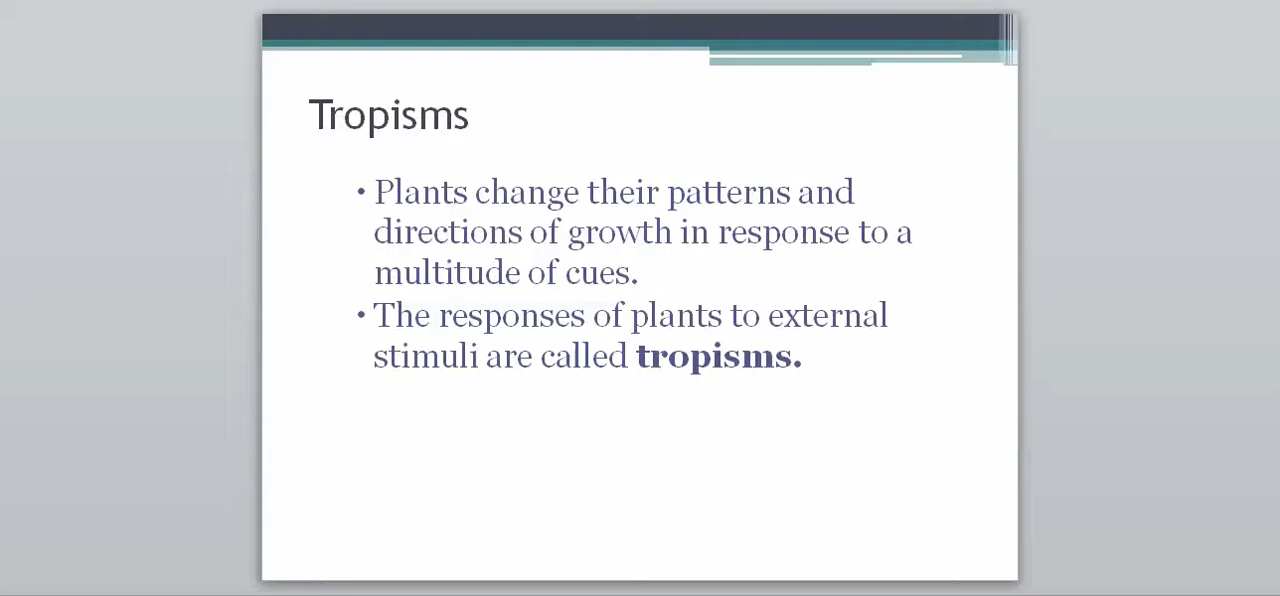 Tropisms
• Plants change their patterns and
directions of growth in response to a
multitude of cues.
• The responses of plants to external
stimuli are called tropisms.